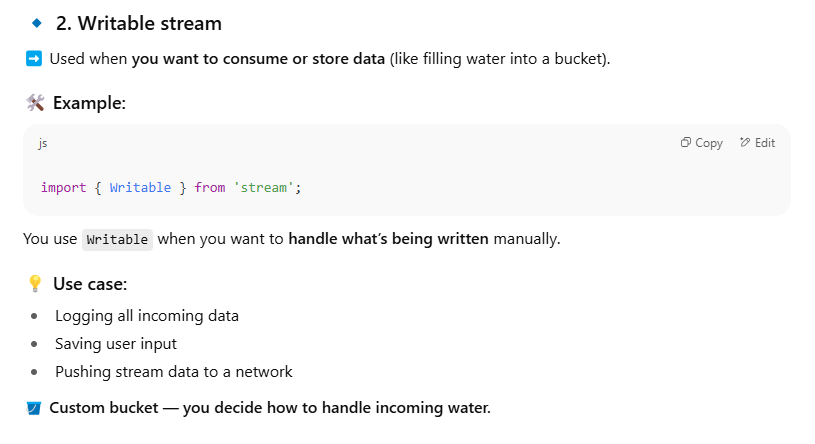 2. Writable stream
Used when you want to consume or store data (like filling water into a bucket).
Example:
js
Copy
Edit
import { Writable } from 'stream';
You use Writable when you want to handle what's being written manually.
Use case:
Logging all incoming data
Saving user input
Pushing stream data to a network
Custom bucket — you decide how to handle incoming water.